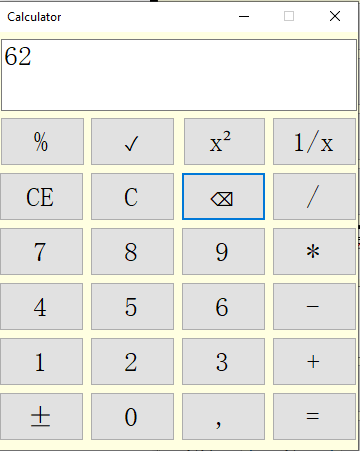 Calculator
62
% ✓ x² 1/x
CE C ⌫ /
7 8 9 *
4 5 6 -
1 2 3 +
± 0 , =